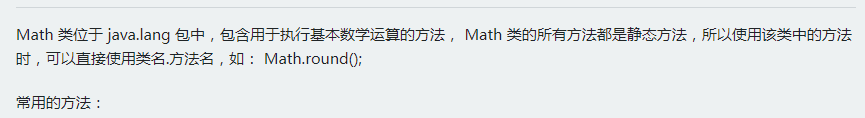 Math 类位于 java.lang 包中，包含用于执行基本数学运算的方法， Math 类的所有方法都是静态方法，所以使用该类中的方法
时，可以直接使用类名.方法名，如： Math.round();
常用的方法：